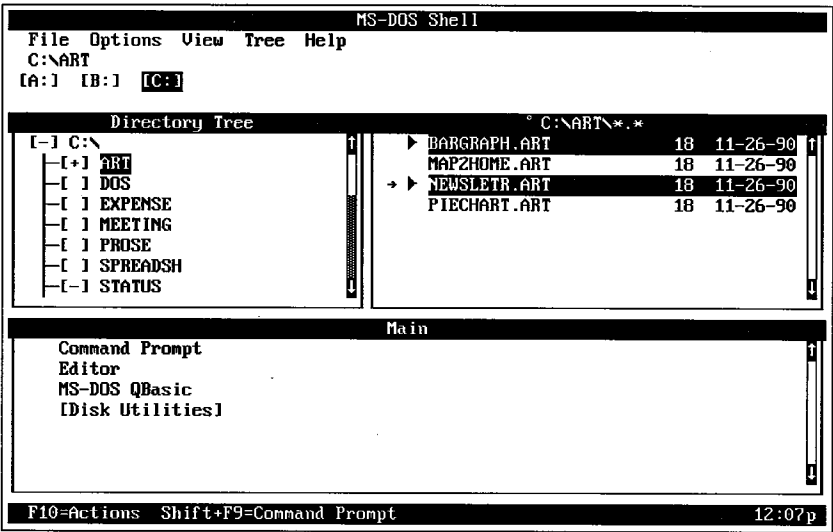 MS-DOS Shell
File Options View Tree Help
C:\ART
[A:] [B:] [C:]
Directory Tree
[-] C:\
[+] ART
[ ] DOS
[ ] EXPENSE
[ ] MEETING
[ ] PROSE
[ ] SPREADSH
[-] STATUS
C:\ART\*.*
BARGRAPH.ART 18 11-26-90
MAP2HOME.ART 18 11-26-90
NEWSLETR.ART 18 11-26-90
PIECHART.ART 18 11-26-90
Main
Command Prompt
Editor
MS-DOS QBasic
[Disk Utilities]
F10=Actions Shift+F9=Command Prompt 12:07p